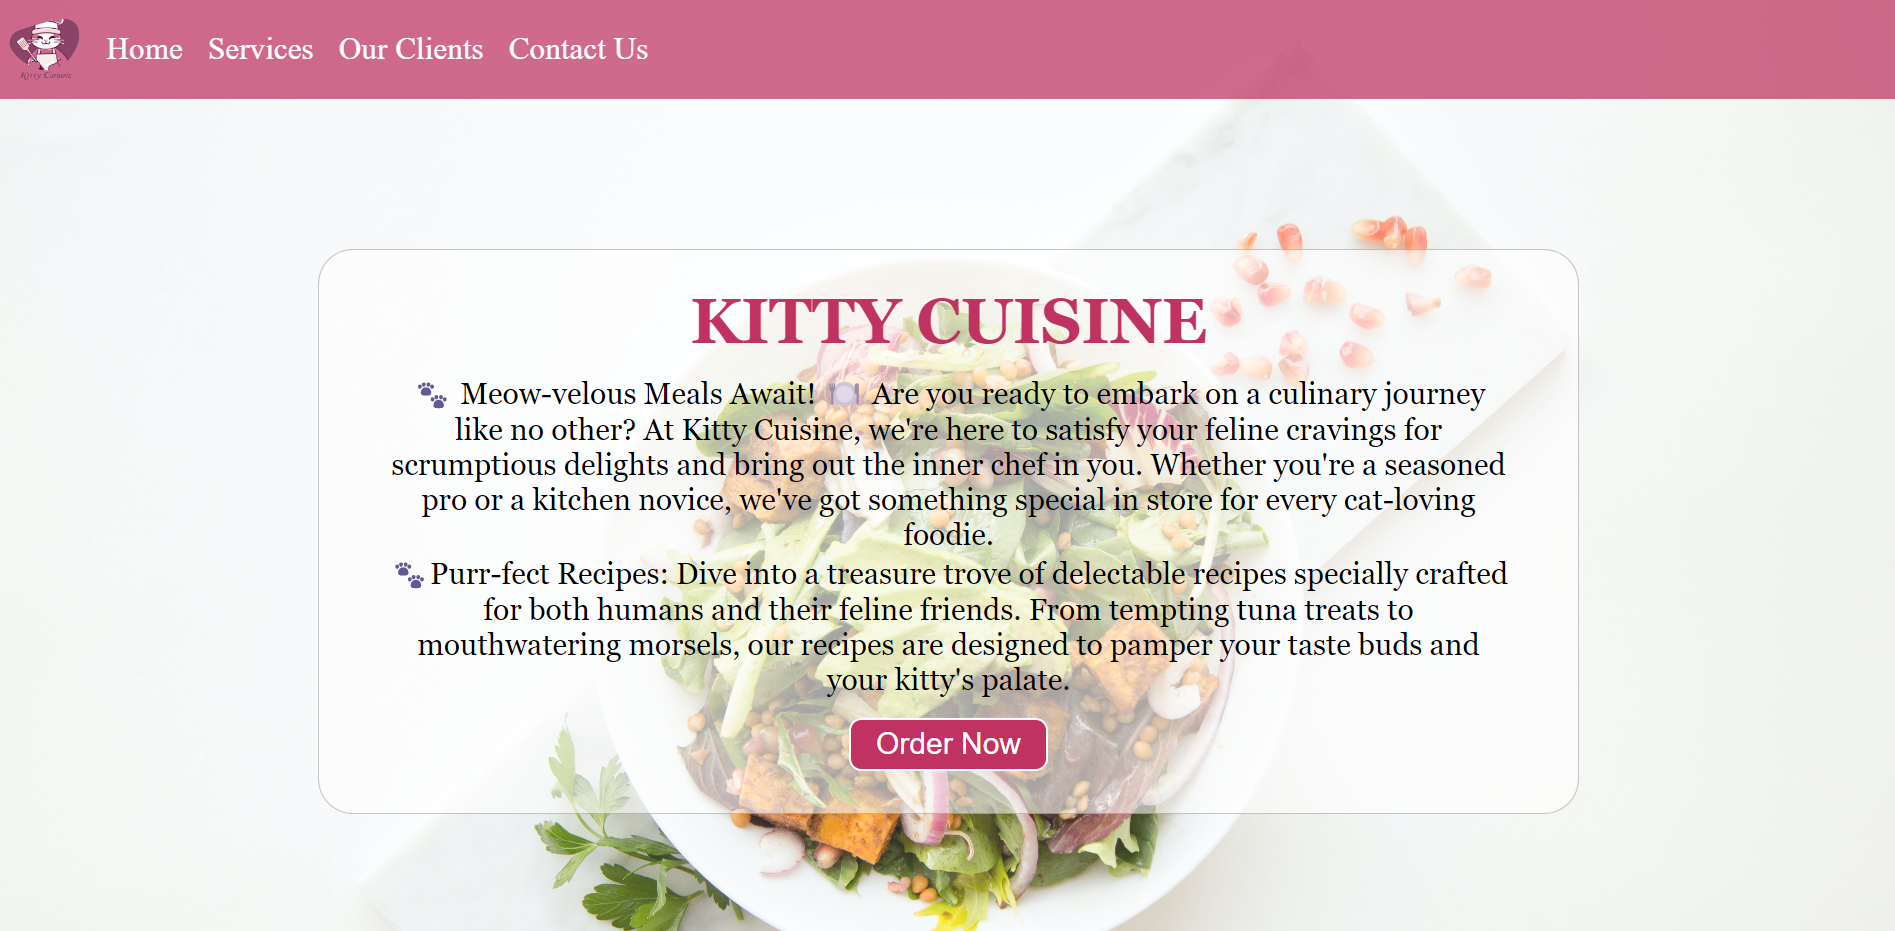 Kitty Cuisine
Home Services Our Clients Contact Us
KITTY CUISINE
🐾 Meow-velous Meals Await! 🍽️ Are you ready to embark on a culinary journey
like no other? At Kitty Cuisine, we're here to satisfy your feline cravings for
scrumptious delights and bring out the inner chef in you. Whether you're a seasoned
pro or a kitchen novice, we've got something special in store for every cat-loving
foodie.
🐾Purr-fect Recipes: Dive into a treasure trove of delectable recipes specially crafted
for both humans and their feline friends. From tempting tuna treats to
mouthwatering morsels, our recipes are designed to pamper your taste buds and
your kitty's palate.
Order Now